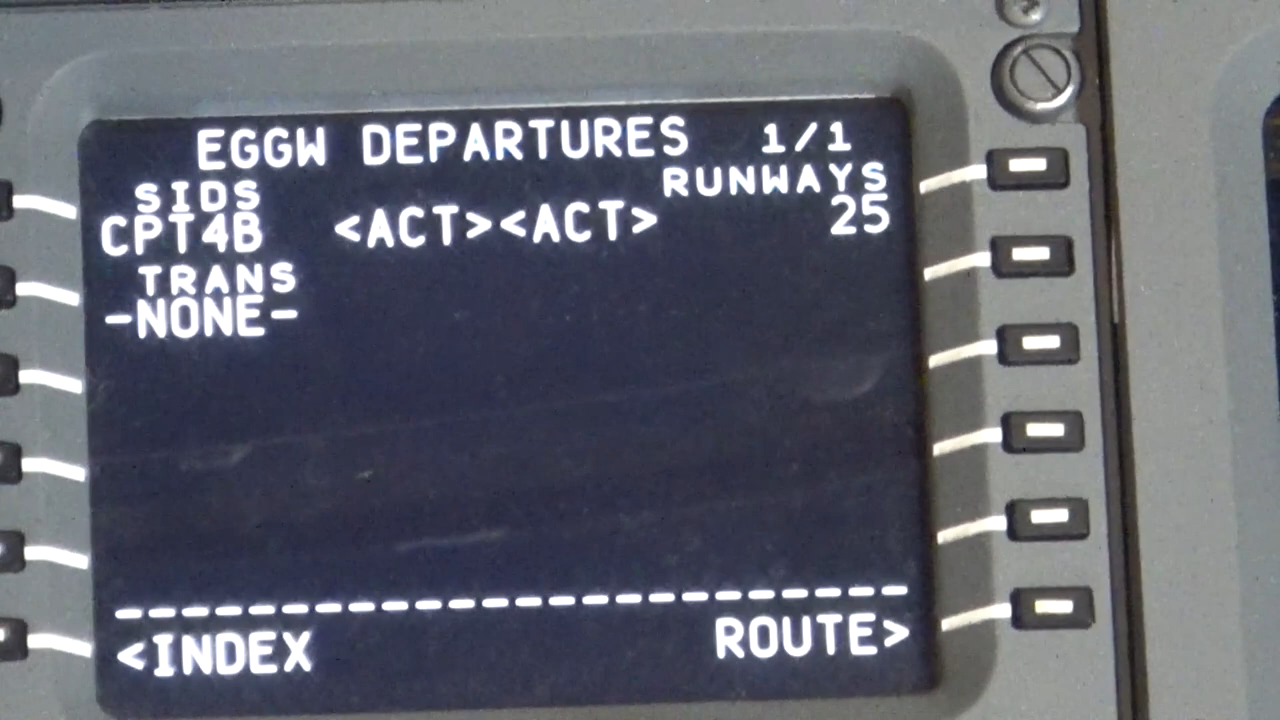 EGGW DEPARTURES 1/1
SIDS RUNWAYS
CPT4B <ACT><ACT> 25
TRANS
-NONE-
------------------------
<INDEX ROUTE>